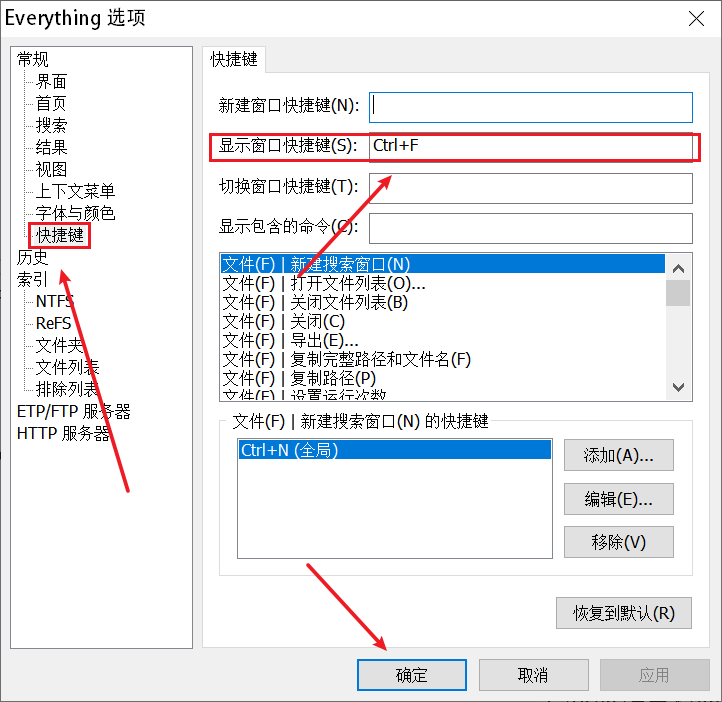 Everything 选项
常规
界面
首页
搜索
结果
视图
上下文菜单
字体与颜色
快捷键
历史
索引
NTFS
ReFS
文件夹
文件列表
排除列表
ETP/FTP 服务器
HTTP 服务器
快捷键
新建窗口快捷键(N):
显示窗口快捷键(S): Ctrl+F
切换窗口快捷键(T):
显示包含的命令(C):
文件(F) | 新建搜索窗口(N)
文件(F) | 打开文件列表(O)...
文件(F) | 关闭文件列表(B)
文件(F) | 关闭(C)
文件(F) | 导出(E)...
文件(F) | 复制完整路径和文件名(F)
文件(F) | 复制路径(P)
文件(F) | 设置运行次数
文件(F) | 新建搜索窗口(N) 的快捷键
Ctrl+N (全局)
添加(A)...
编辑(E)...
移除(V)
恢复到默认(R)
确定 取消 应用